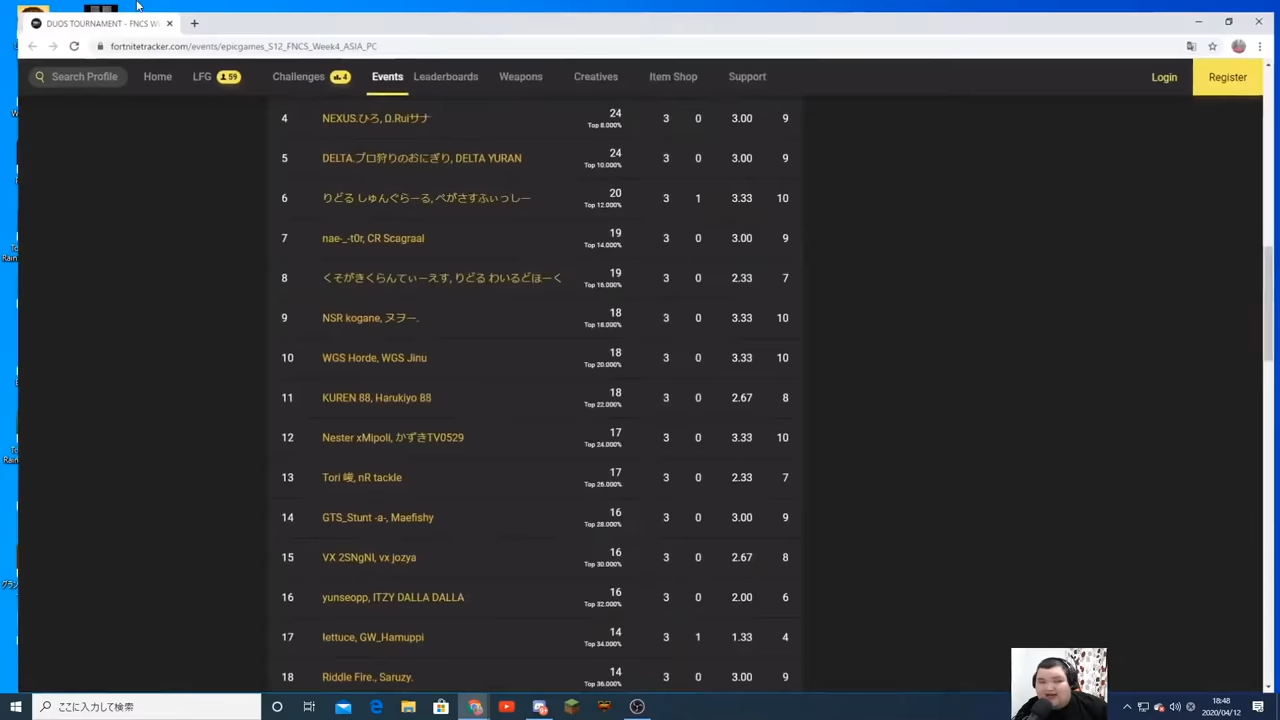 DUOS TOURNAMENT - FNCS W
fortnitetracker.com/events/epicgames_S12_FNCS_Week4_ASIA_PC
Search Profile Home LFG 59 Challenges 4 Events Leaderboards Weapons Creatives Item Shop Support Login Register
4 NEXUS.ひろ, Ω.Ruiサナ 24 3 0 3.00 9
Top 8.000%
5 DELTA.プロ狩りのおにぎり, DELTA YURAN 24 3 0 3.00 9
Top 10.000%
6 りどる しゅんぐらーる, ぺがさすふぃっしー 20 3 1 3.33 10
Top 12.000%
7 nae-_-t0r, CR Scagraal 19 3 0 3.00 9
Top 14.000%
8 くそがきくらんてぃーえす, りどる わいるどほーく 19 3 0 2.33 7
Top 16.000%
9 NSR kogane, ヌヲー. 18 3 0 3.33 10
Top 18.000%
10 WGS Horde, WGS Jinu 18 3 0 3.33 10
Top 20.000%
11 KUREN 88, Harukiyo 88 18 3 0 2.67 8
Top 22.000%
12 Nester xMipoli, かずきTV0529 17 3 0 3.33 10
Top 24.000%
13 Tori 峻, nR tackle 17 3 0 2.33 7
Top 26.000%
14 GTS_Stunt -a-, Maefishy 16 3 0 3.00 9
Top 28.000%
15 VX 2SNgNl, vx jozya 16 3 0 2.67 8
Top 30.000%
16 yunseopp, ITZY DALLA DALLA 16 3 0 2.00 6
Top 32.000%
17 lettuce, GW_Hamuppi 14 3 1 1.33 4
Top 34.000%
18 Riddle Fire., Saruzy. 14 3 0 3.00 9
Top 36.000%
ここに入力して検索
18:48
2020/04/12